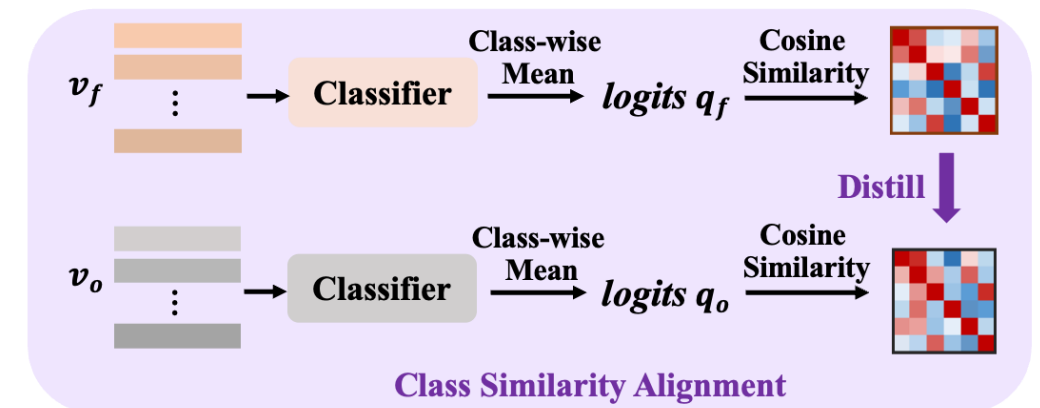 v_f
Classifier
Class-wise
Mean
logits q_f
Cosine
Similarity
Distill
v_o
Classifier
Class-wise
Mean
logits q_o
Cosine
Similarity
Class Similarity Alignment